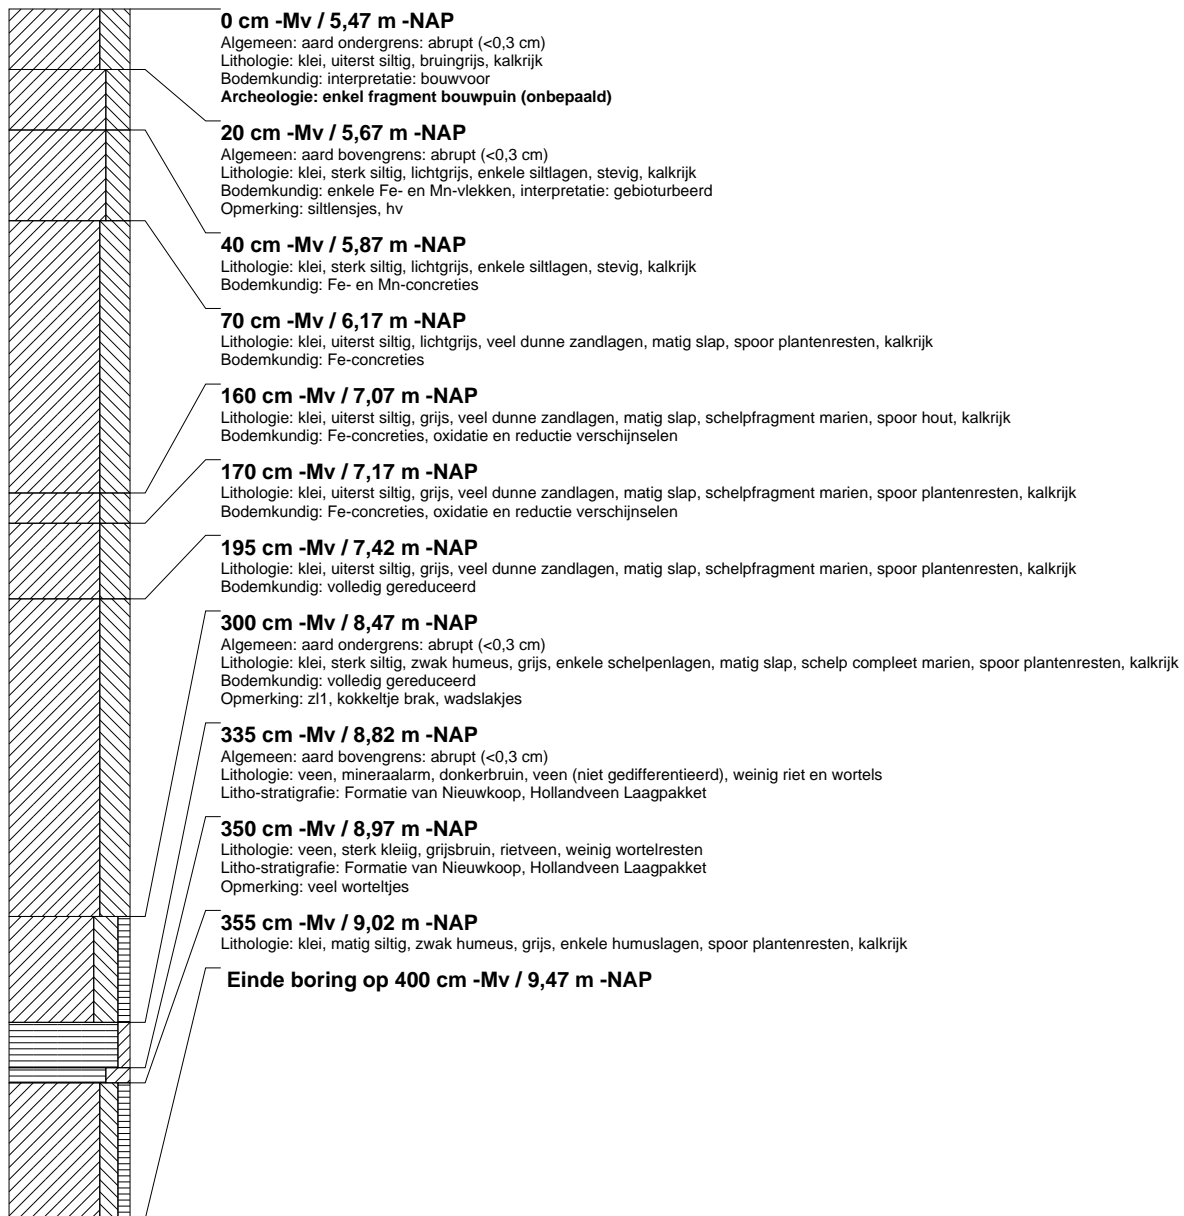 0 cm -Mv / 5,47 m -NAP
Algemeen: aard ondergrens: abrupt (<0,3 cm)
Lithologie: klei, uiterst siltig, bruingrijs, kalkrijk
Bodemkundig: interpretatie: bouwvoor
Archeologie: enkel fragment bouwpuin (onbepaald)
20 cm -Mv / 5,67 m -NAP
Algemeen: aard bovengrens: abrupt (<0,3 cm)
Lithologie: klei, sterk siltig, lichtgrijs, enkele siltlagen, stevig, kalkrijk
Bodemkundig: enkele Fe- en Mn-vlekken, interpretatie: gebioturbeerd
Opmerking: siltlensjes, hv
40 cm -Mv / 5,87 m -NAP
Lithologie: klei, sterk siltig, lichtgrijs, enkele siltlagen, stevig, kalkrijk
Bodemkundig: Fe- en Mn-concreties
70 cm -Mv / 6,17 m -NAP
Lithologie: klei, uiterst siltig, lichtgrijs, veel dunne zandlagen, matig slap, spoor plantenresten, kalkrijk
Bodemkundig: Fe-concreties
160 cm -Mv / 7,07 m -NAP
Lithologie: klei, uiterst siltig, grijs, veel dunne zandlagen, matig slap, schelpfragment marien, spoor hout, kalkrijk
Bodemkundig: Fe-concreties, oxidatie en reductie verschijnselen
170 cm -Mv / 7,17 m -NAP
Lithologie: klei, uiterst siltig, grijs, veel dunne zandlagen, matig slap, schelpfragment marien, spoor plantenresten, kalkrijk
Bodemkundig: Fe-concreties, oxidatie en reductie verschijnselen
195 cm -Mv / 7,42 m -NAP
Lithologie: klei, uiterst siltig, grijs, veel dunne zandlagen, matig slap, schelpfragment marien, spoor plantenresten, kalkrijk
Bodemkundig: volledig gereduceerd
300 cm -Mv / 8,47 m -NAP
Algemeen: aard ondergrens: abrupt (<0,3 cm)
Lithologie: klei, sterk siltig, zwak humeus, grijs, enkele schelpenlagen, matig slap, schelp compleet marien, spoor plantenresten, kalkrijk
Bodemkundig: volledig gereduceerd
Opmerking: zl1, kokkeltje brak, wadslakjes
335 cm -Mv / 8,82 m -NAP
Algemeen: aard bovengrens: abrupt (<0,3 cm)
Lithologie: veen, mineraalarm, donkerbruin, veen (niet gedifferentieerd), weinig riet en wortels
Litho-stratigrafie: Formatie van Nieuwkoop, Hollandveen Laagpakket
350 cm -Mv / 8,97 m -NAP
Lithologie: veen, sterk kleiig, grijsbruin, rietveen, weinig wortelresten
Litho-stratigrafie: Formatie van Nieuwkoop, Hollandveen Laagpakket
Opmerking: veel worteltjes
355 cm -Mv / 9,02 m -NAP
Lithologie: klei, matig siltig, zwak humeus, grijs, enkele humuslagen, spoor plantenresten, kalkrijk
Einde boring op 400 cm -Mv / 9,47 m -NAP